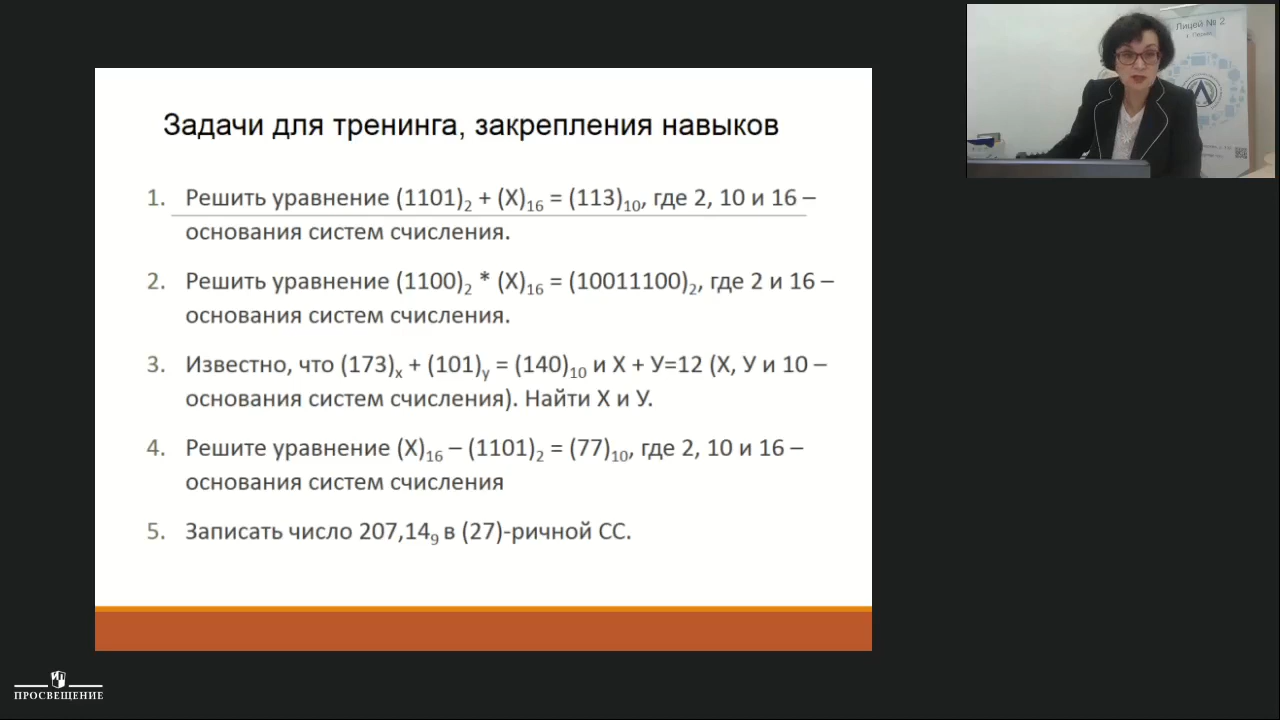 Лицей № 2
Задачи для тренинга, закрепления навыков
1. Решить уравнение (1101)₂ + (X)₁₆ = (113)₁₀, где 2, 10 и 16 –
основания систем счисления.
2. Решить уравнение (1100)₂ * (X)₁₆ = (10011100)₂, где 2 и 16 –
основания систем счисления.
3. Известно, что (173)ₓ + (101)ᵧ = (140)₁₀ и X + У=12 (X, У и 10 –
основания систем счисления). Найти X и У.
4. Решите уравнение (X)₁₆ – (1101)₂ = (77)₁₀, где 2, 10 и 16 –
основания систем счисления
5. Записать число 207,14₉ в (27)-ричной СС.
ПРОСВЕЩЕНИЕ